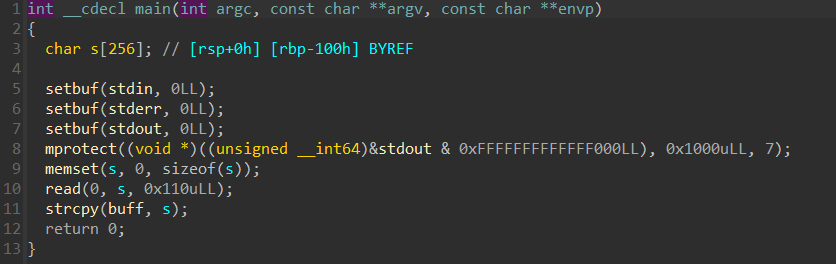 1 int __cdecl main(int argc, const char **argv, const char **envp)
2 {
3 char s[256]; // [rsp+0h] [rbp-100h] BYREF
4
5 setbuf(stdin, 0LL);
6 setbuf(stderr, 0LL);
7 setbuf(stdout, 0LL);
8 mprotect((void *)((unsigned __int64)&stdout & 0xFFFFFFFFFFFFF000LL), 0x1000uLL, 7);
9 memset(s, 0, sizeof(s));
10 read(0, s, 0x110uLL);
11 strcpy(buff, s);
12 return 0;
13 }